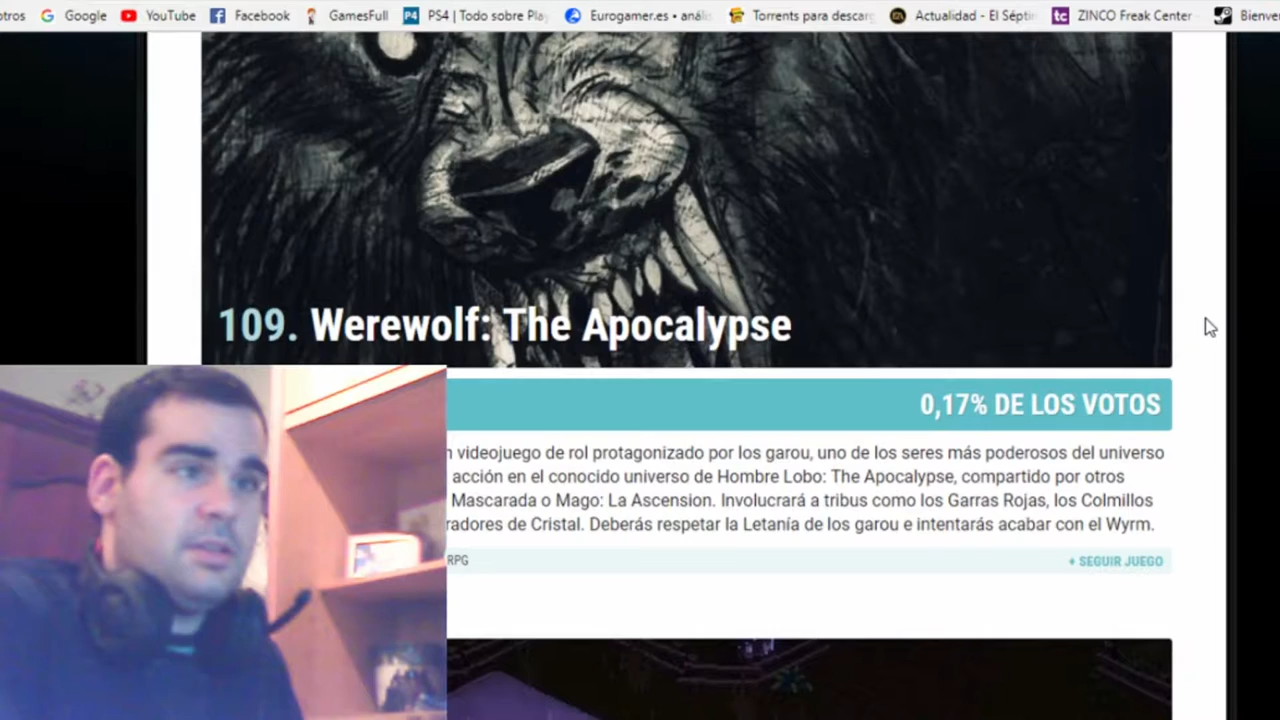 otros Google YouTube Facebook GamesFull PS4 | Todo sobre Play Eurogamer.es • anális Torrents para descarg Actualidad - El Séptim ZINCO Freak Center - Bienve
109. Werewolf: The Apocalypse
0,17% DE LOS VOTOS
videojuego de rol protagonizado por los garou, uno de los seres más poderosos del universo
acción en el conocido universo de Hombre Lobo: The Apocalypse, compartido por otros
Mascarada o Mago: La Ascension. Involucrará a tribus como los Garras Rojas, los Colmillos
radores de Cristal. Deberás respetar la Letanía de los garou e intentarás acabar con el Wyrm.
RPG
+ SEGUIR JUEGO